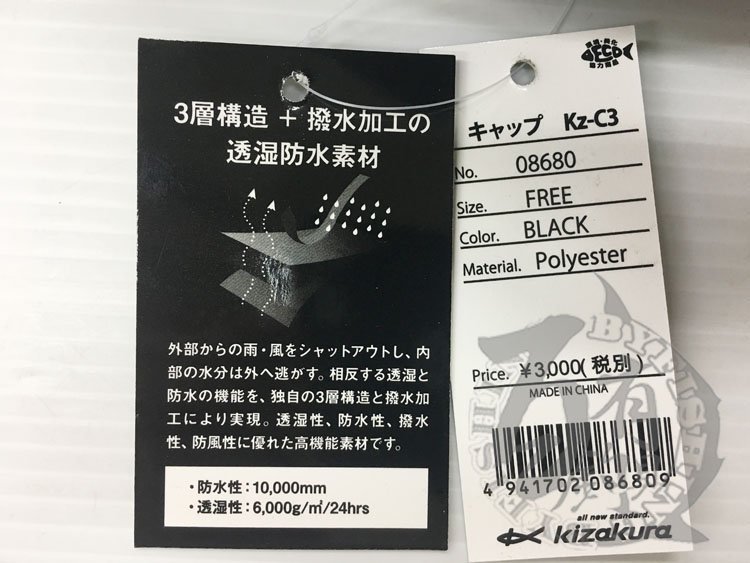 3層構造 + 撥水加工の
透湿防水素材
外部からの雨・風をシャットアウトし、内
部の水分は外へ逃がす。相反する透湿と
防水の機能を、独自の3層構造と撥水加
工により実現。透湿性、防水性、撥水
性、防風性に優れた高機能素材です。
・防水性：10,000mm
・透湿性：6,000g/㎡/24hrs
ECO
キャップ Kz-C3
No. 08680
Size. FREE
Color. BLACK
Material. Polyester
Price. ¥3,000(税別)
MADE IN CHINA
4 941702 086809
all new standard.
kizakura